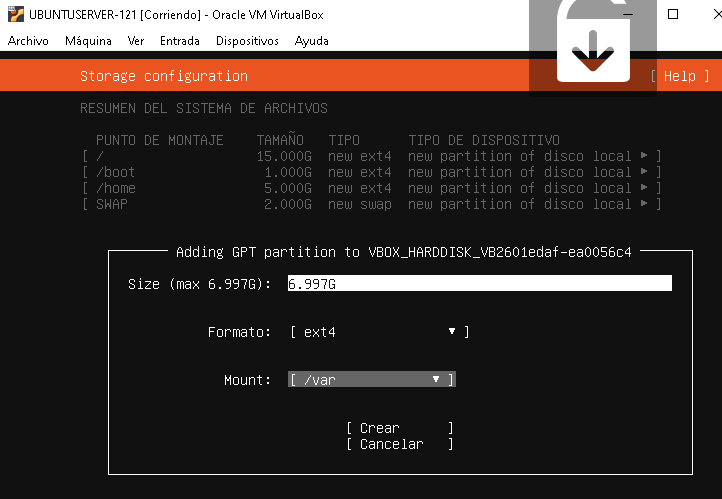 UBUNTUSERVER-121 [Corriendo] - Oracle VM VirtualBox
Archivo Máquina Ver Entrada Dispositivos Ayuda
Storage configuration [ Help ]
RESUMEN DEL SISTEMA DE ARCHIVOS
PUNTO DE MONTAJE TAMAÑO TIPO TIPO DE DISPOSITIVO
[ / 15.000G new ext4 new partition of disco local ▸ ]
[ /boot 1.000G new ext4 new partition of disco local ▸ ]
[ /home 5.000G new ext4 new partition of disco local ▸ ]
[ SWAP 2.000G new swap new partition of disco local ▸ ]
Adding GPT partition to VBOX_HARDDISK_VB2601edaf-ea0056c4
Size (max 6.997G): 6.997G
Formato: [ ext4 ▾ ]
Mount: [ /var ▾ ]
[ Crear ]
[ Cancelar ]